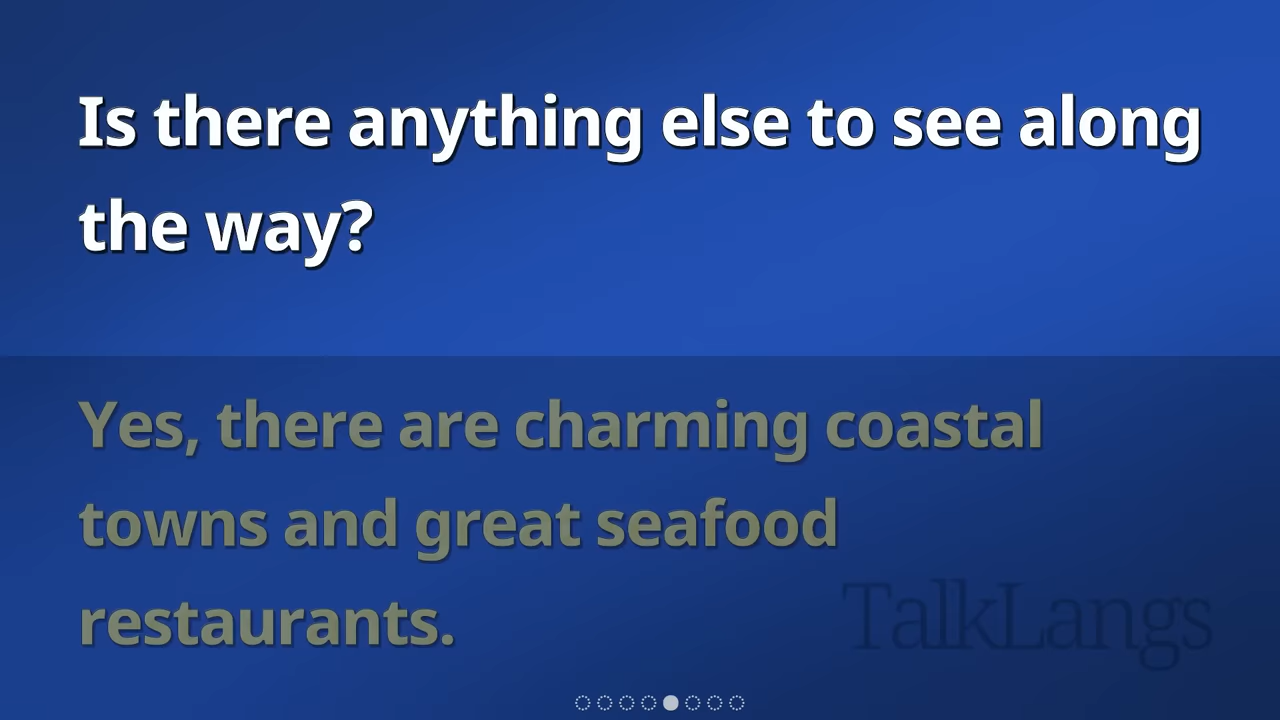 Is there anything else to see along
the way?
Yes, there are charming coastal
towns and great seafood
restaurants.
TalkLangs